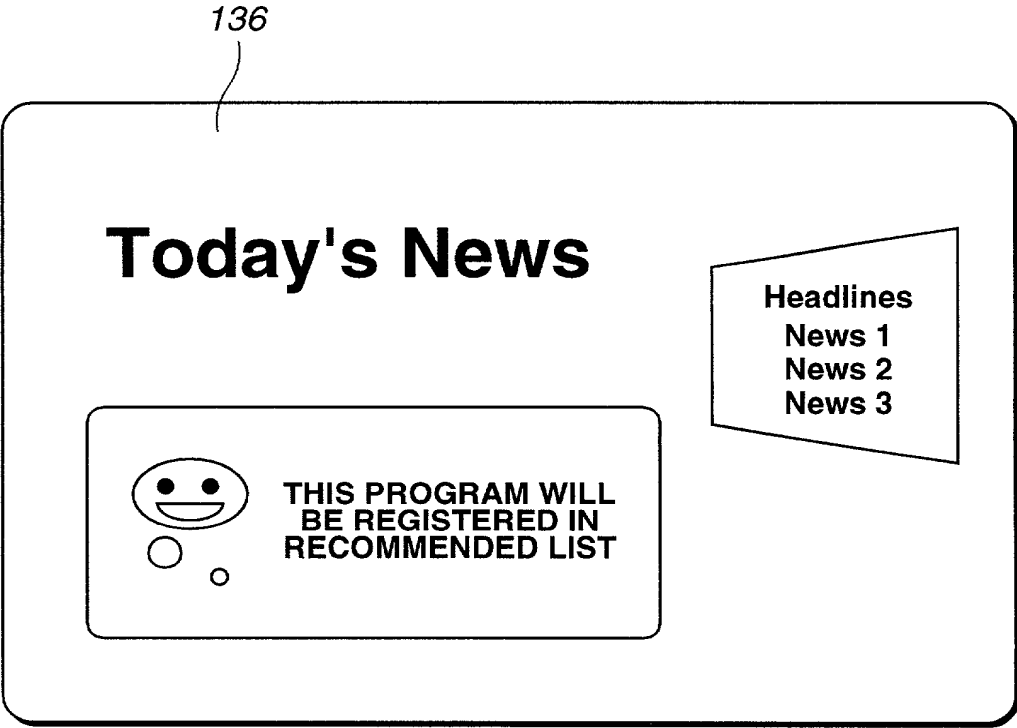 136
Today's News
Headlines
News 1
News 2
News 3
THIS PROGRAM WILL
BE REGISTERED IN
RECOMMENDED LIST